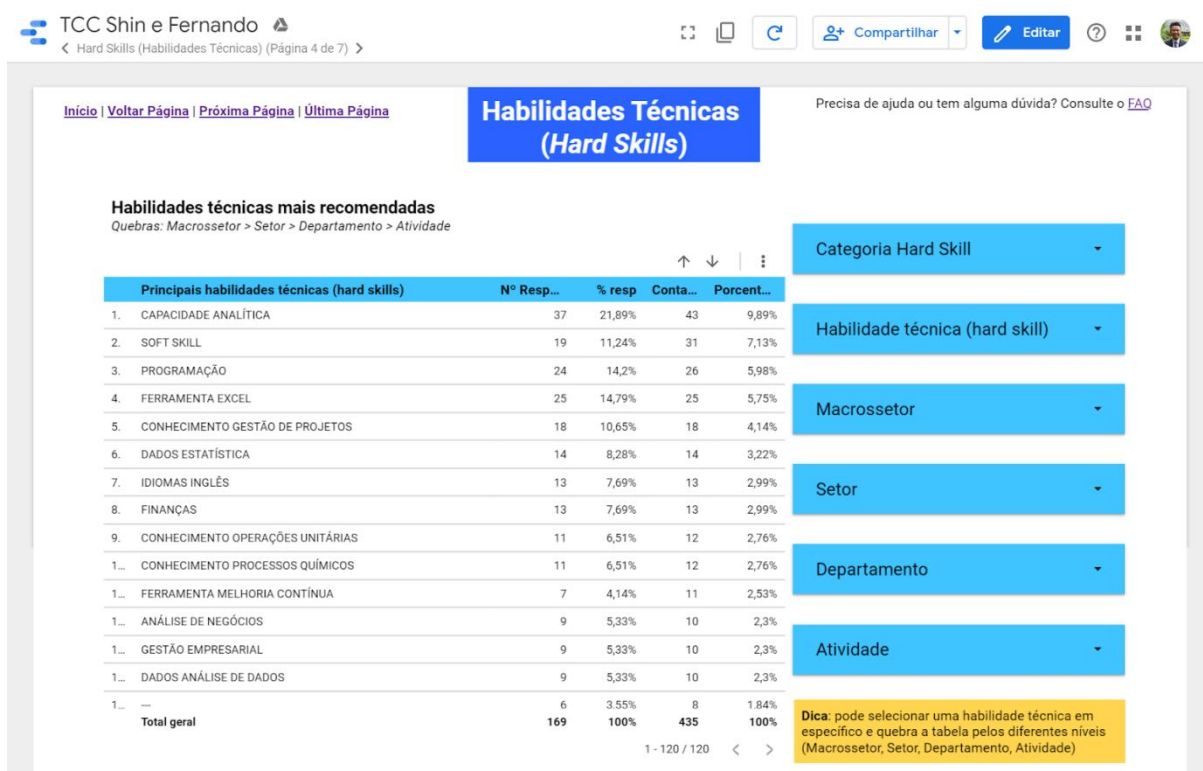 TCC Shin e Fernando
Hard Skills(Habilidades Técnicas) (Página 4 de 7)
Compartilhar
Editar
Início | Voltar Página | Próxima Página | Última Página
Habilidades Técnicas
(Hard Skills)
Precisa de ajuda ou tem alguma dúvida? Consulte o FAQ
Habilidades técnicas mais recomendadas
Quebras: Macrossetor > Setor > Departamento > Atividade
Principais habilidades técnicas (hard skills) Nº Resp... % resp Conta... Porcent...
1. CAPACIDADE ANALÍTICA 37 21,89% 43 9,89%
2. SOFT SKILL 19 11,24% 31 7,13%
3. PROGRAMAÇÃO 24 14,2% 26 5,98%
4. FERRAMENTA EXCEL 25 14,79% 25 5,75%
5. CONHECIMENTO GESTÃO DE PROJETOS 18 10,65% 18 4,14%
6. DADOS ESTATÍSTICA 14 8,28% 14 3,22%
7. IDIOMAS INGLÊS 13 7,69% 13 2,99%
8. FINANÇAS 13 7,69% 13 2,99%
9. CONHECIMENTO OPERAÇÕES UNITÁRIAS 11 6,51% 12 2,76%
1... CONHECIMENTO PROCESSOS QUÍMICOS 11 6,51% 12 2,76%
1... FERRAMENTA MELHORIA CONTÍNUA 7 4,14% 11 2,53%
1... ANÁLISE DE NEGÓCIOS 9 5,33% 10 2,3%
1... GESTÃO EMPRESARIAL 9 5,33% 10 2,3%
1... DADOS ANÁLISE DE DADOS 9 5,33% 10 2,3%
1... --- 6 3.55% 8 1.84%
Total geral 169 100% 435 100%
1 - 120 / 120
Categoria Hard Skill
Habilidade técnica (hard skill)
Macrossetor
Setor
Departamento
Atividade
Dica: pode selecionar uma habilidade técnica em
específico e quebra a tabela pelos diferentes níveis
(Macrossetor, Setor, Departamento, Atividade)